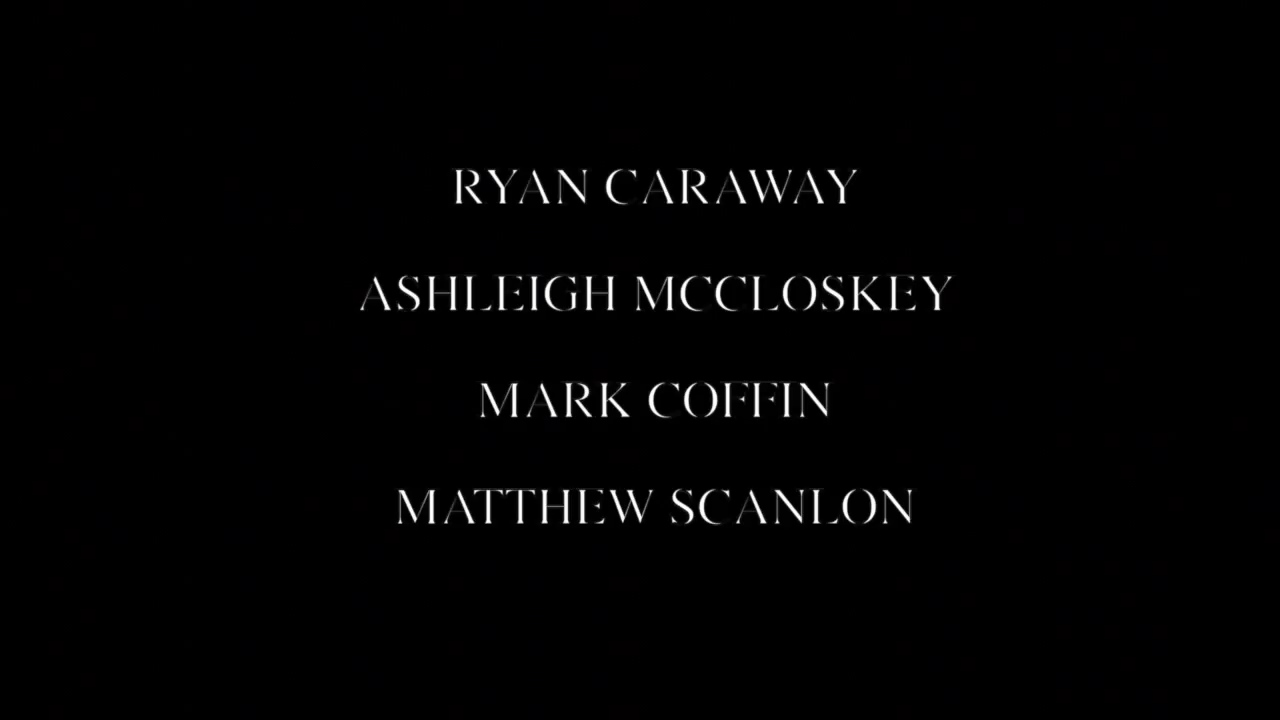 RYAN CARAWAY
ASHLEIGH MCCLOSKEY
MARK COFFIN
MATTHEW SCANLON